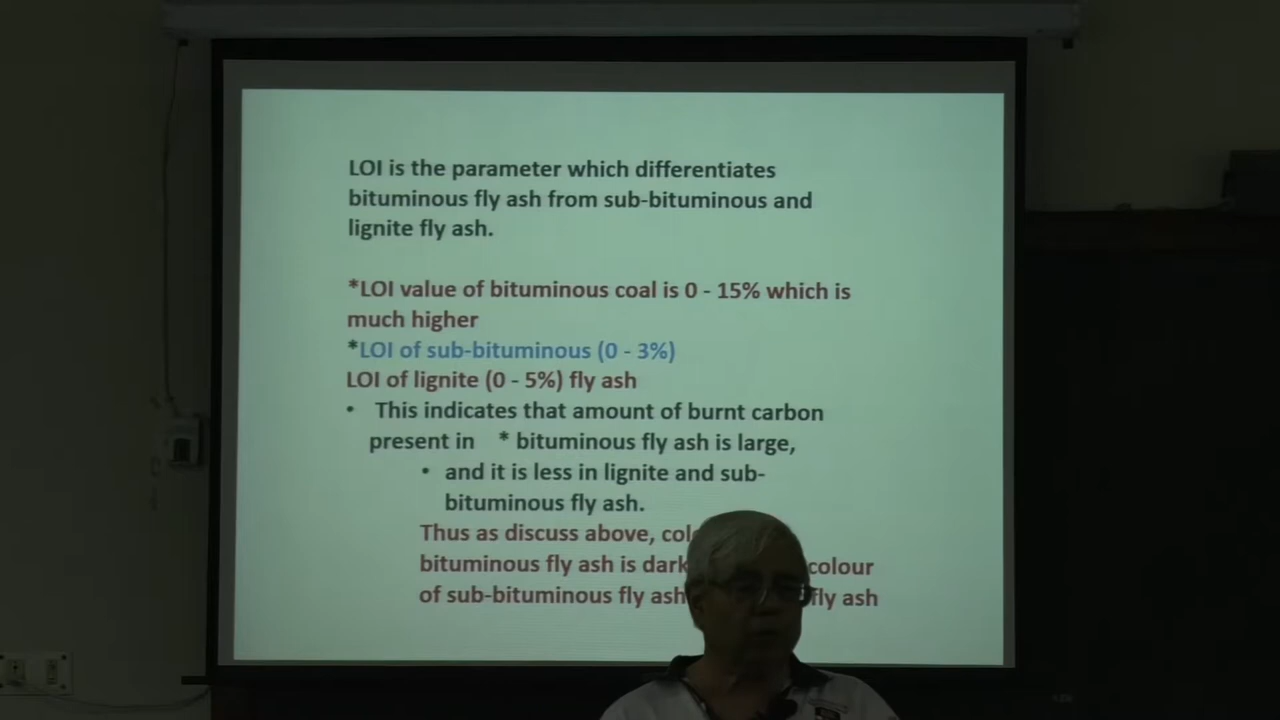 LOI is the parameter which differentiates
bituminous fly ash from sub-bituminous and
lignite fly ash.
*LOI value of bituminous coal is 0 - 15% which is
much higher
*LOI of sub-bituminous (0 - 3%)
LOI of lignite (0 - 5%) fly ash
• This indicates that amount of burnt carbon
present in * bituminous fly ash is large,
• and it is less in lignite and sub-
bituminous fly ash.
Thus as discuss above,
bituminous fly ash is dark colour
of sub-bituminous fly ash fly ash